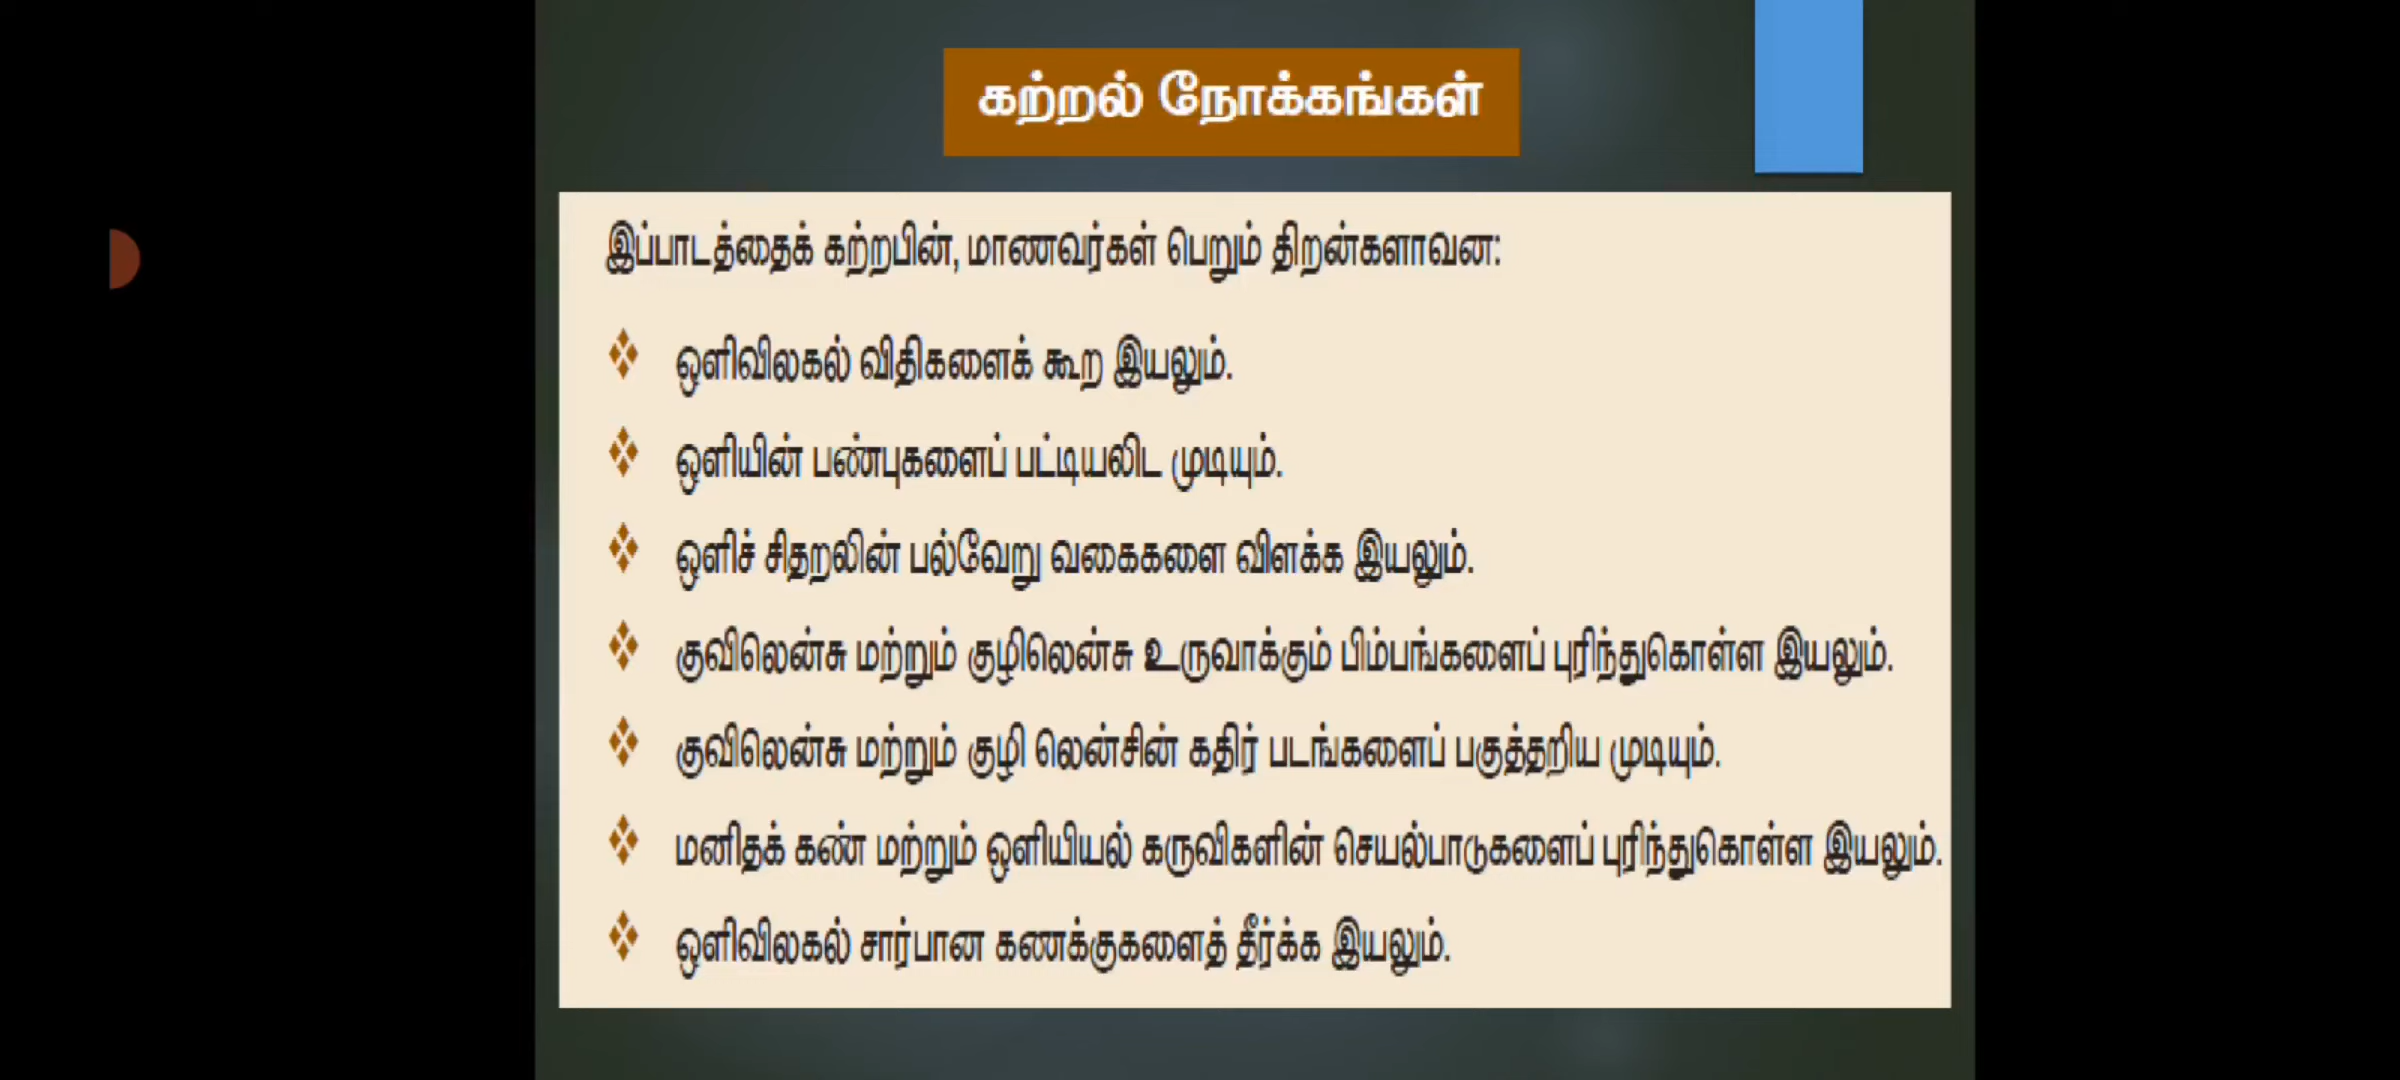 கற்றல் நோக்கங்கள்
இப்பாடத்தைக் கற்றபின், மாணவர்கள் பெறும் திறன்களாவன:
❖ ஒளிவிலகல் விதிகளைக் கூற இயலும்.
❖ ஒளியின் பண்புகளைப் பட்டியலிட முடியும்.
❖ ஒளிச் சிதறலின் பல்வேறு வகைகளை விளக்க இயலும்.
❖ குவிலென்சு மற்றும் குழிலென்சு உருவாக்கும் பிம்பங்களைப் புரிந்துகொள்ள இயலும்.
❖ குவிலென்சு மற்றும் குழி லென்சின் கதிர் படங்களைப் பகுத்தறிய முடியும்.
❖ மனிதக் கண் மற்றும் ஒளியியல் கருவிகளின் செயல்பாடுகளைப் புரிந்துகொள்ள இயலும்.
❖ ஒளிவிலகல் சார்பான கணக்குகளைத் தீர்க்க இயலும்.